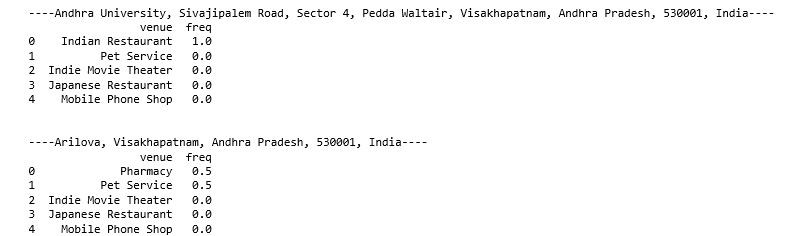 ----Andhra University, Sivajipalem Road, Sector 4, Pedda Waltair, Visakhapatnam, Andhra Pradesh, 530001, India----
venue freq
0 Indian Restaurant 1.0
1 Pet Service 0.0
2 Indie Movie Theater 0.0
3 Japanese Restaurant 0.0
4 Mobile Phone Shop 0.0
----Arilova, Visakhapatnam, Andhra Pradesh, 530001, India----
venue freq
0 Pharmacy 0.5
1 Pet Service 0.5
2 Indie Movie Theater 0.0
3 Japanese Restaurant 0.0
4 Mobile Phone Shop 0.0